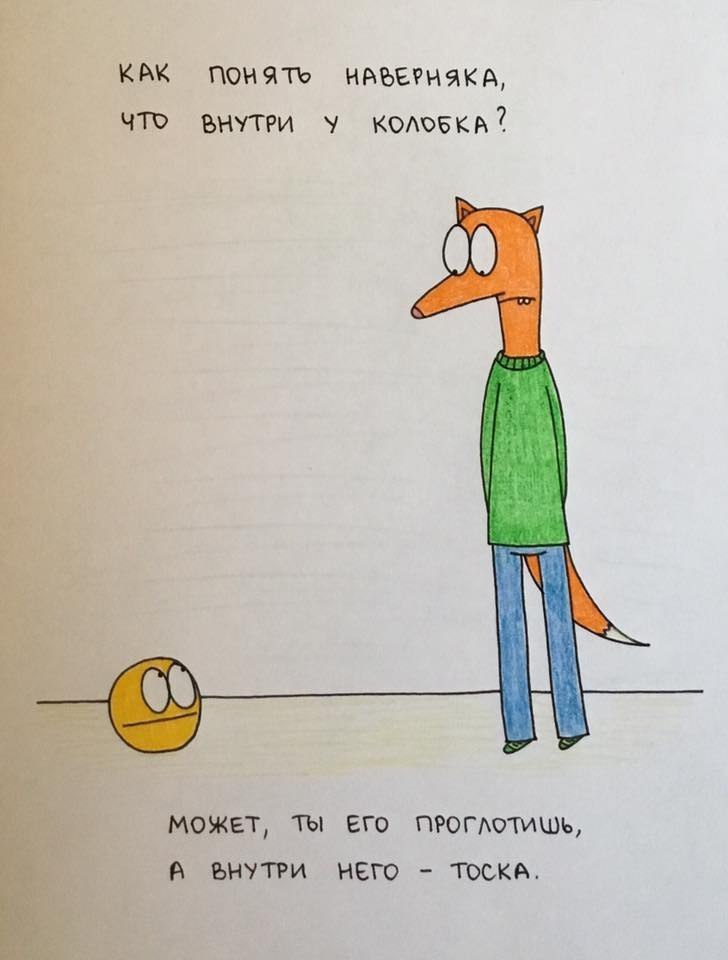 КАК ПОНЯТЬ НАВЕРНЯКА,
ЧТО ВНУТРИ У КОЛОБКА?
МОЖЕТ, ТЫ ЕГО ПРОГЛОТИШЬ,
А ВНУТРИ НЕГО – ТОСКА.